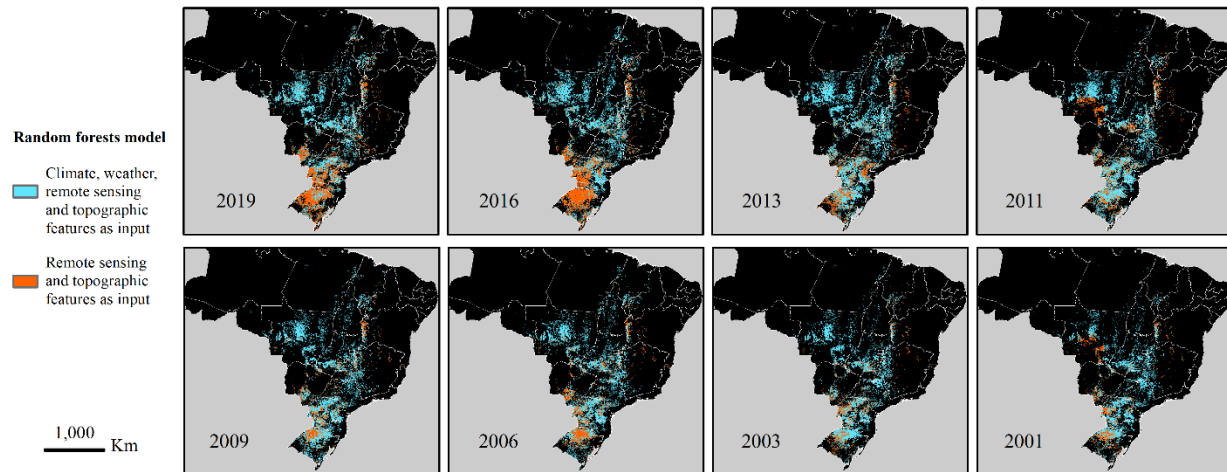 Random forests model
Climate, weather,
remote sensing
and topographic
features as input
Remote sensing
and topographic
features as input
1,000
Km
2019
2016
2013
2011
2009
2006
2003
2001